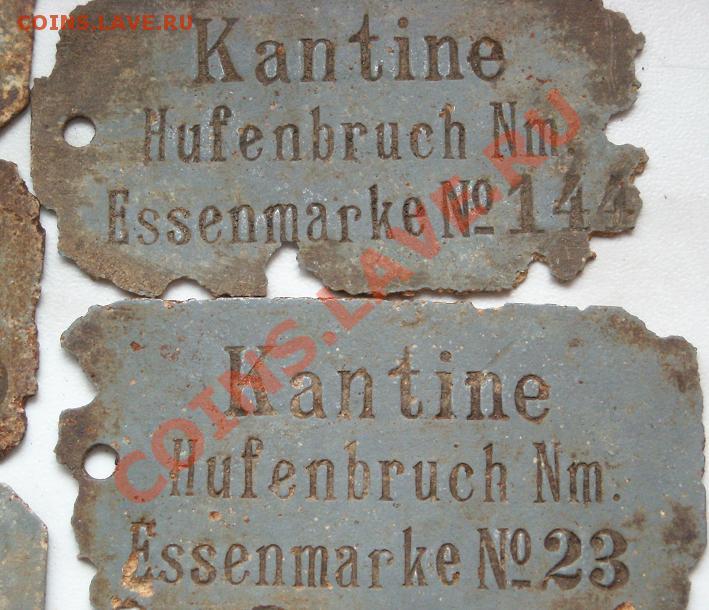 COINS.LAVE.RU
Kantine
Hufenbruch Nm.
Essenmarke No 144
COINS.LAVE.RU
Kantine
Hufenbruch Nm.
Essenmarke No 23